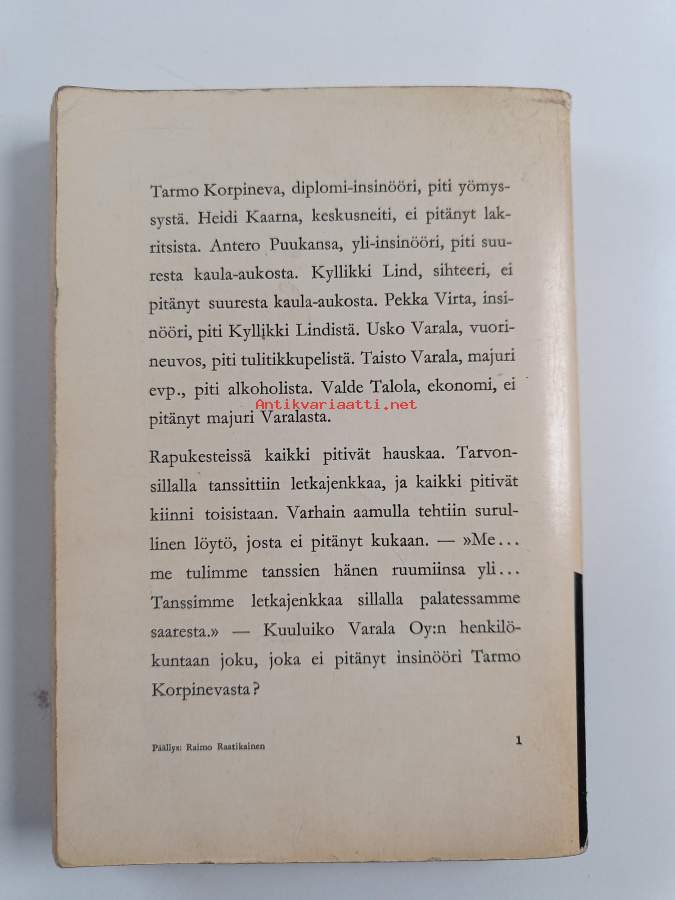 Tarmo Korpineva, diplomi-insinööri, piti yömys-
systä. Heidi Kaarna, keskusneiti, ei pitänyt lak-
ritsista. Antero Puukansa, yli-insinööri, piti suu-
resta kaula-aukosta. Kyllikki Lind, sihteeri, ei
pitänyt suuresta kaula-aukosta. Pekka Virta, insi-
nööri, piti Kyllikki Lindistä. Usko Varala, vuori-
neuvos, piti tulitikkupelistä. Taisto Varala, majuri
evp., piti alkoholista. Valde Talola, ekonomi, ei
Antikvariaatti.net
pitänyt majuri Varalasta.
Rapukesteissä kaikki pitivät hauskaa. Tarvon-
sillalla tanssittiin letkajenkkaa, ja kaikki pitivät
kiinni toisistaan. Varhain aamulla tehtiin surul-
linen löytö, josta ei pitänyt kukaan. — »Me...
me tulimme tanssien hänen ruumiinsa yli...
Tanssimme letkajenkkaa sillalla palatessamme
saaresta.» — Kuuluiko Varala Oy:n henkilö-
kuntaan joku, joka ei pitänyt insinööri Tarmo
Korpinevasta?
Päällys: Raimo Raatikainen
1